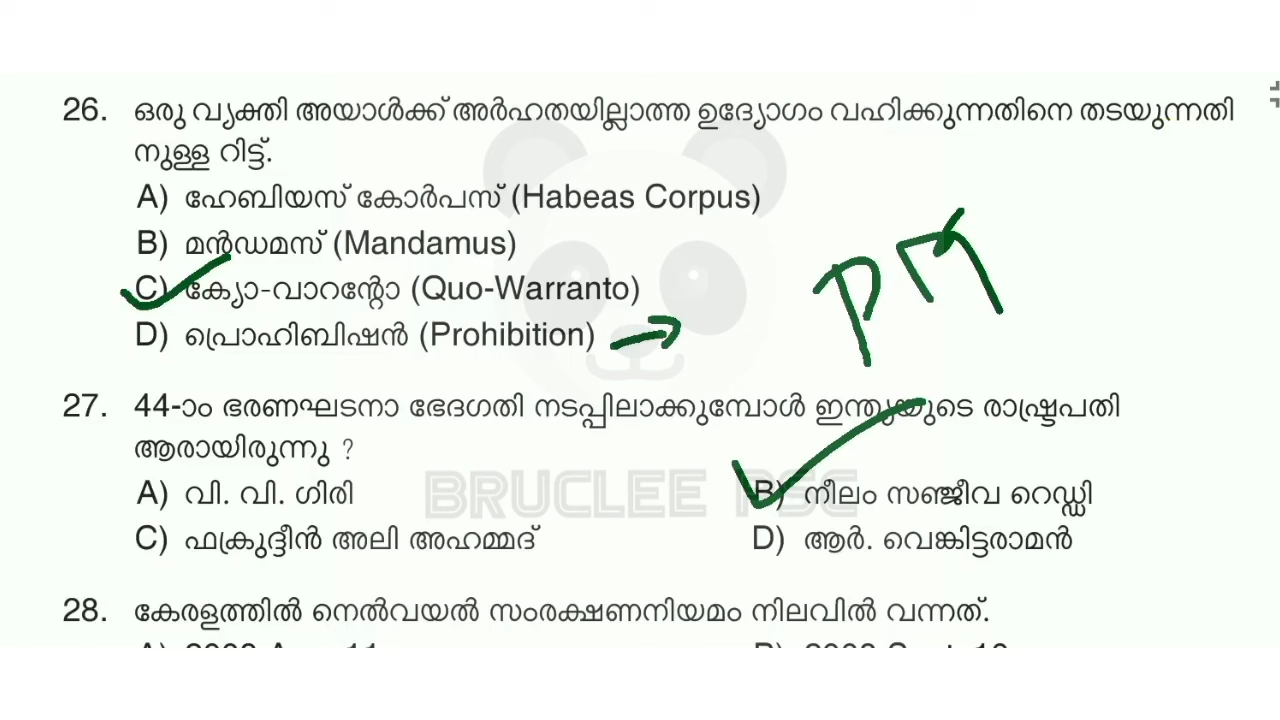 26. ഒരു വ്യക്തി അയാൾക്ക് അർഹതയില്ലാത്ത ഉദ്യോഗം വഹിക്കുന്നതിനെ തടയുന്നതി
നുള്ള റിട്ട്.
A) ഹേബിയസ് കോർപസ് (Habeas Corpus)
B) മൻഡമസ് (Mandamus)
C) ക്യോ-വാറന്റോ (Quo-Warranto)
D) പ്രൊഹിബിഷൻ (Prohibition)
27. 44-ാം ഭരണഘടനാ ഭേദഗതി നടപ്പിലാക്കുമ്പോൾ ഇന്ത്യയുടെ രാഷ്ട്രപതി
ആരായിരുന്നു ?
A) വി. വി. ഗിരി B) നീലം സഞ്ജീവ റെഡ്ഡി
BRUCLEE PSC
C) ഫക്രുദ്ദീൻ അലി അഹമ്മദ് D) ആർ. വെങ്കിട്ടരാമൻ
28. കേരളത്തിൽ നെൽവയൽ സംരക്ഷണനിയമം നിലവിൽ വന്നത്.